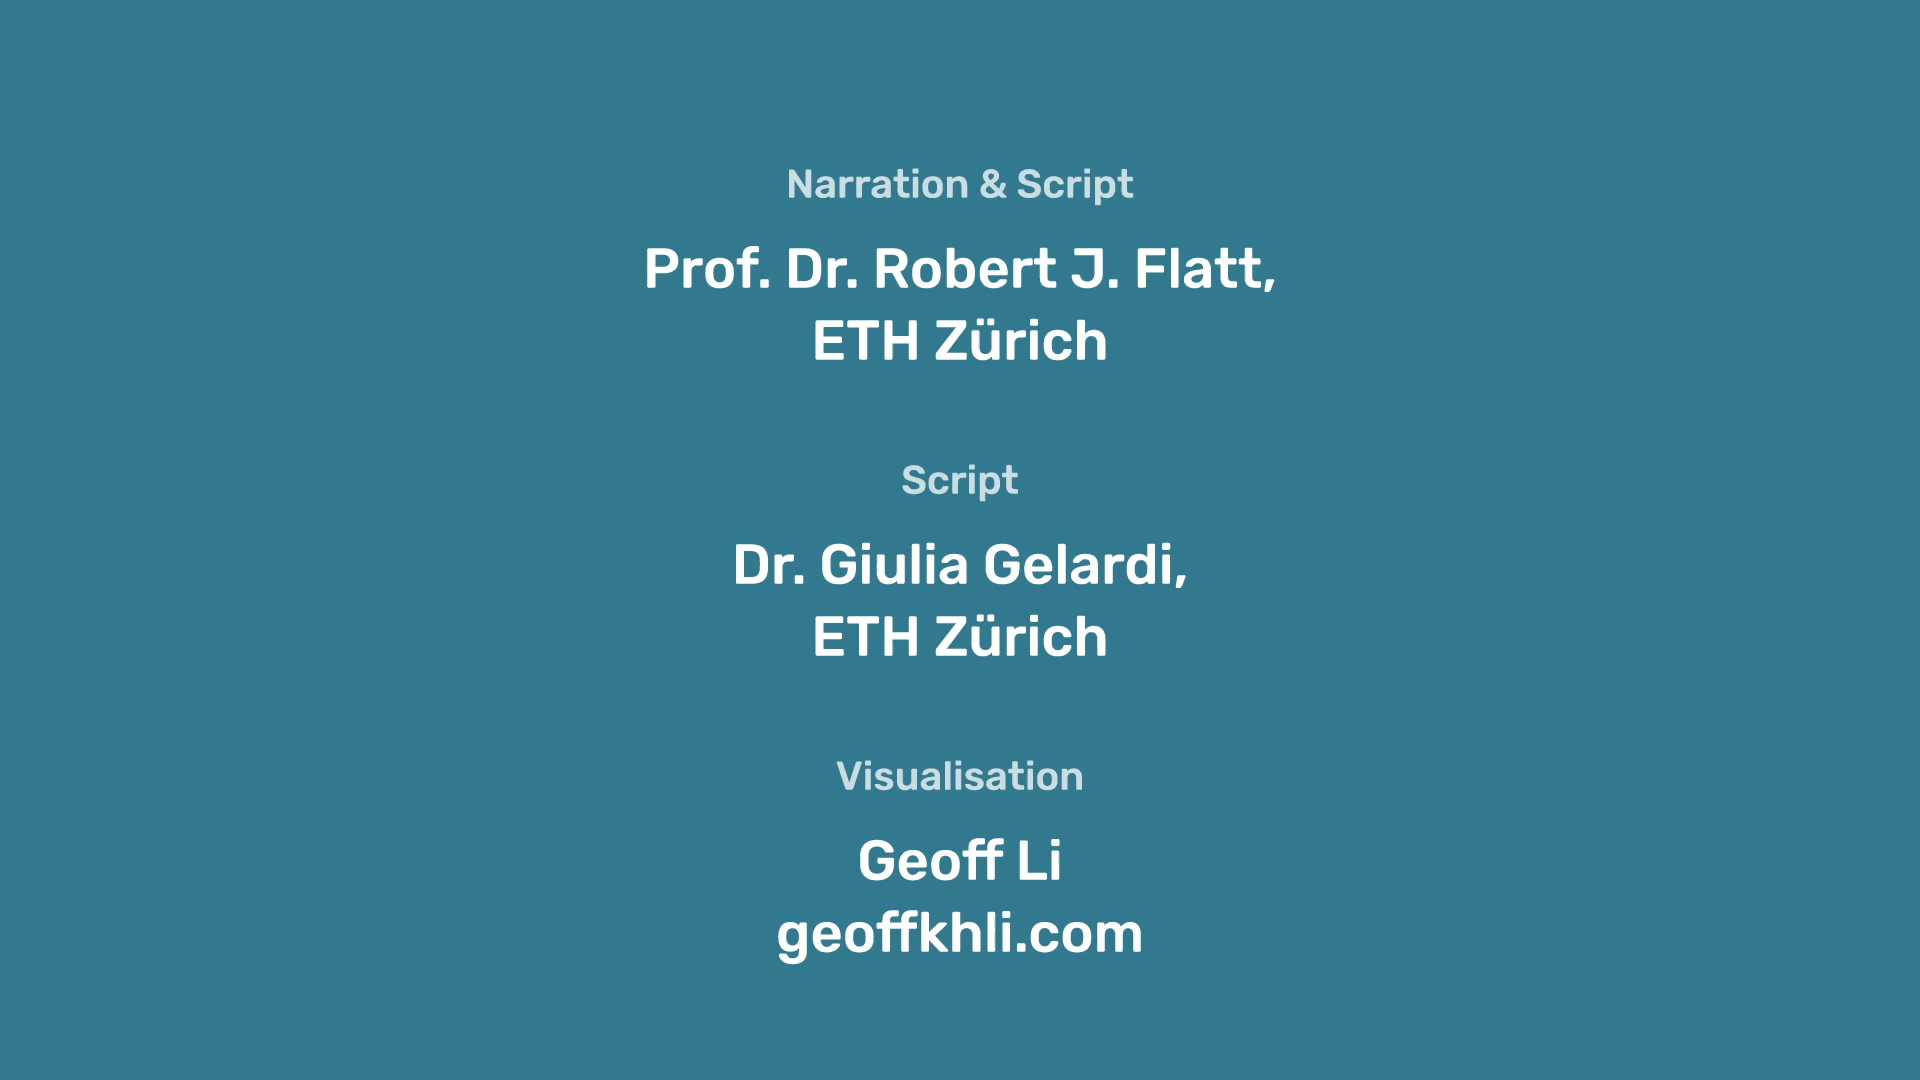 Narration & Script
Prof. Dr. Robert J. Flatt,
ETH Zürich
Script
Dr. Giulia Gelardi,
ETH Zürich
Visualisation
Geoff Li
geoffkhli.com